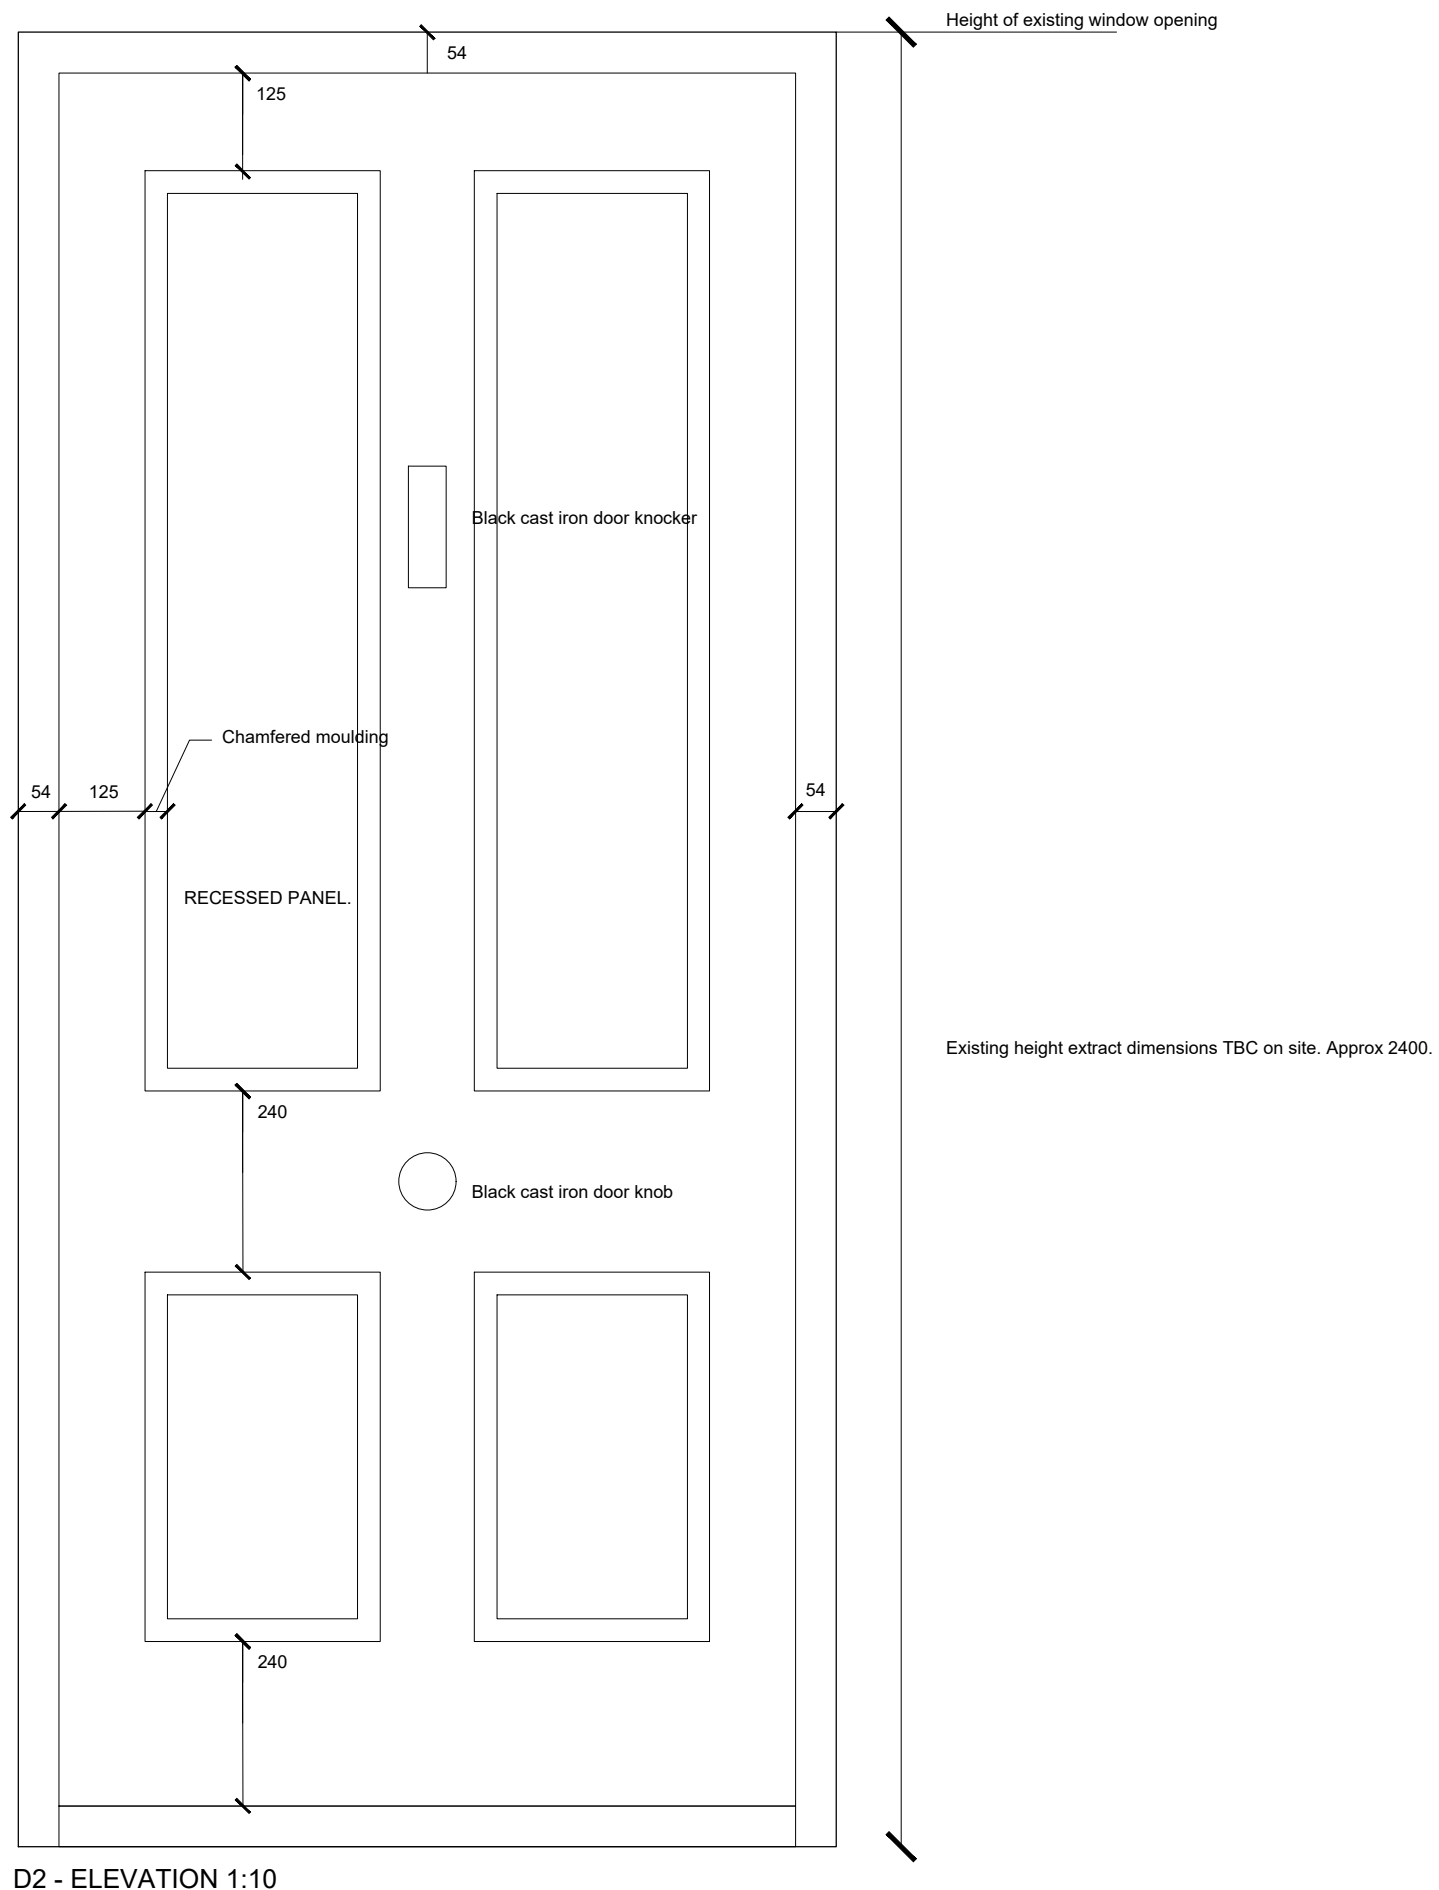 Height of existing window opening
54
125
Black cast iron door knocker
Chamfered moulding
54
125
54
RECESSED PANEL.
Existing height extract dimensions TBC on site. Approx 2400.
240
Black cast iron door knob
240
D2 - ELEVATION 1:10